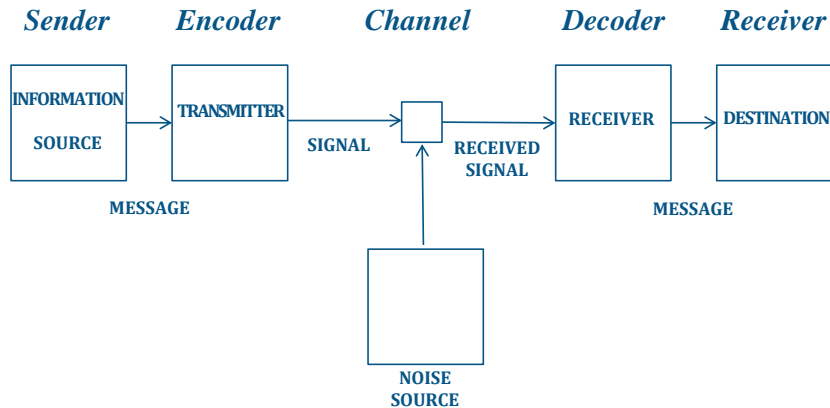 Sender Encoder Channel Decoder Receiver
INFORMATION
SOURCE
TRANSMITTER
SIGNAL
RECEIVED
SIGNAL
RECEIVER
DESTINATION
MESSAGE
MESSAGE
NOISE
SOURCE